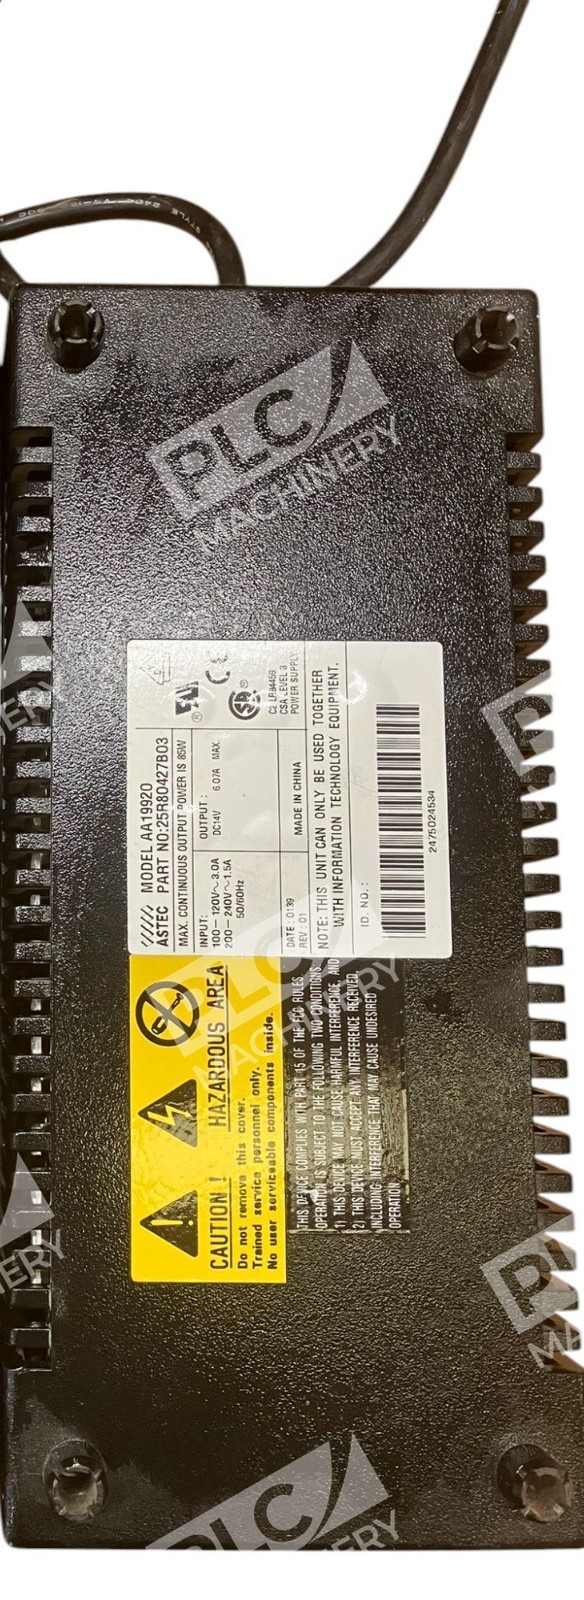 ASTEC
MODEL AA19920
PART NO:25R80427B03
MAX. CONTINUOUS OUTPUT POWER IS 85W
INPUT:
100-120V~3.0A
200-240V~1.5A
50/60Hz
OUTPUT:
DC14V 6.07A MAX.
CE
CSA LEVEL 3
POWER SUPPLY
DATE: 0139
REV: 01
MADE IN CHINA
NOTE: THIS UNIT CAN ONLY BE USED TOGETHER
WITH INFORMATION TECHNOLOGY EQUIPMENT.
ID. NO.:
2475024534
CAUTION! HAZARDOUS AREA
Do not remove this cover.
Trained service personnel only.
No user serviceable components inside.
THIS DEVICE COMPLIES WITH PART 15 OF THE FCC RULES
OPERATION IS SUBJECT TO THE FOLLOWING TWO CONDITIONS
1) THIS DEVICE MAY NOT CAUSE HARMFUL INTERFERENCE, AND
2) THIS DEVICE MUST ACCEPT ANY INTERFERENCE RECEIVED
INCLUDING INTERFERENCE THAT MAY CAUSE UNDESIRED
OPERATION
PLC
MACHINERY
PLC
MACHINERY
PLC
MACHINERY